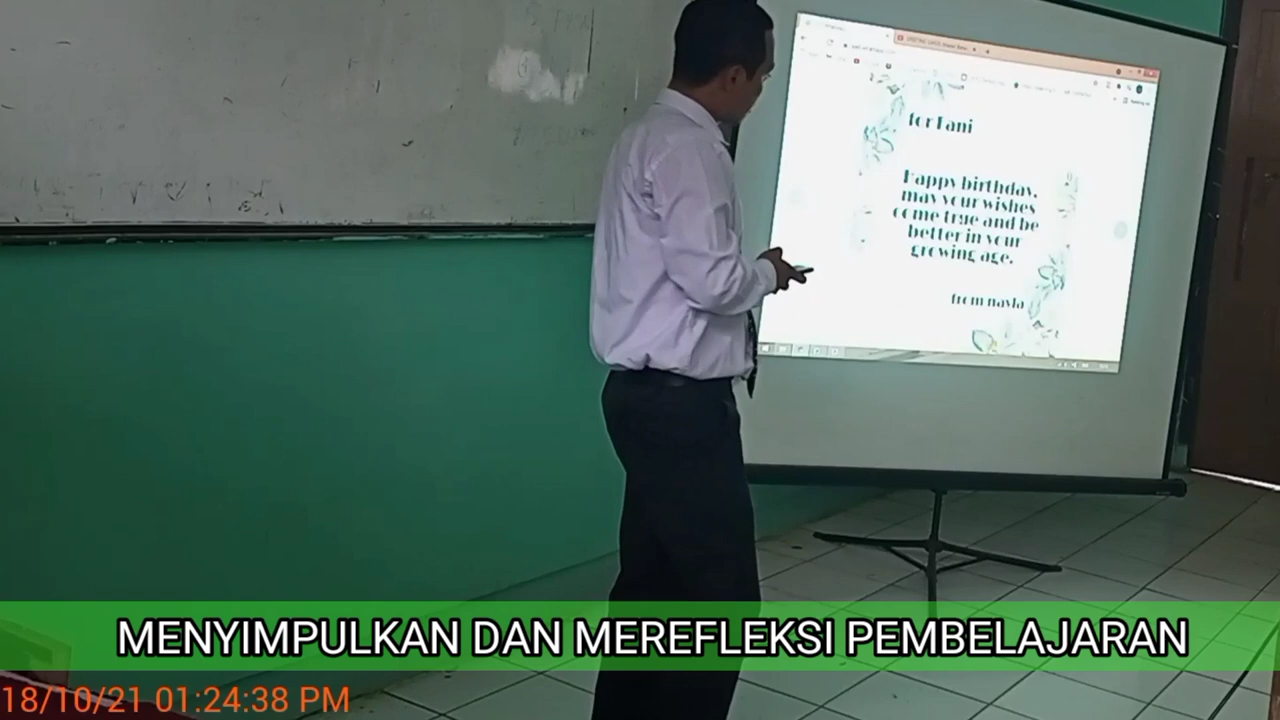 for Hani
Happy birthday.
may your wishes
come true and be
better in your
growing age.
from nayla
MENYIMPULKAN DAN MEREFLEKSI PEMBELAJARAN
18/10/21 01:24:38 PM